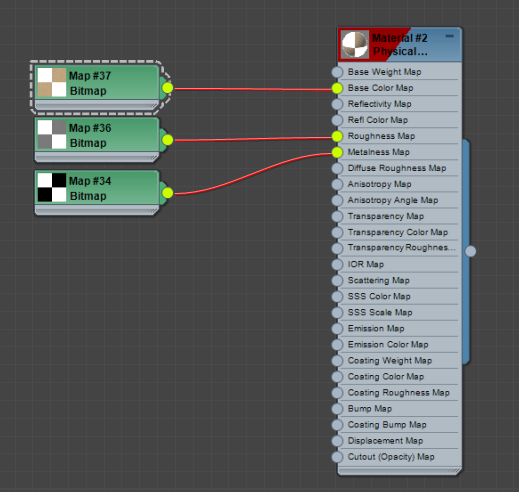 Map #37
Bitmap
Map #36
Bitmap
Map #34
Bitmap
Material #2
Physical...
Base Weight Map
Base Color Map
Reflectivity Map
Refl Color Map
Roughness Map
Metalness Map
Diffuse Roughness Map
Anisotropy Map
Anisotropy Angle Map
Transparency Map
Transparency Color Map
Transparency Roughnes...
IOR Map
Scattering Map
SSS Color Map
SSS Scale Map
Emission Map
Emission Color Map
Coating Weight Map
Coating Color Map
Coating Roughness Map
Bump Map
Coating Bump Map
Displacement Map
Cutout (Opacity) Map